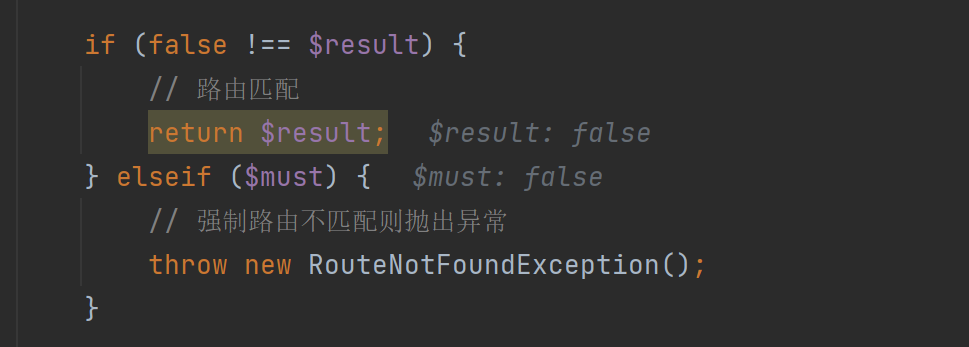 if (false !== $result) {
// 路由匹配
return $result; $result: false
} elseif ($must) { $must: false
// 强制路由不匹配则抛出异常
throw new RouteNotFoundException();
}